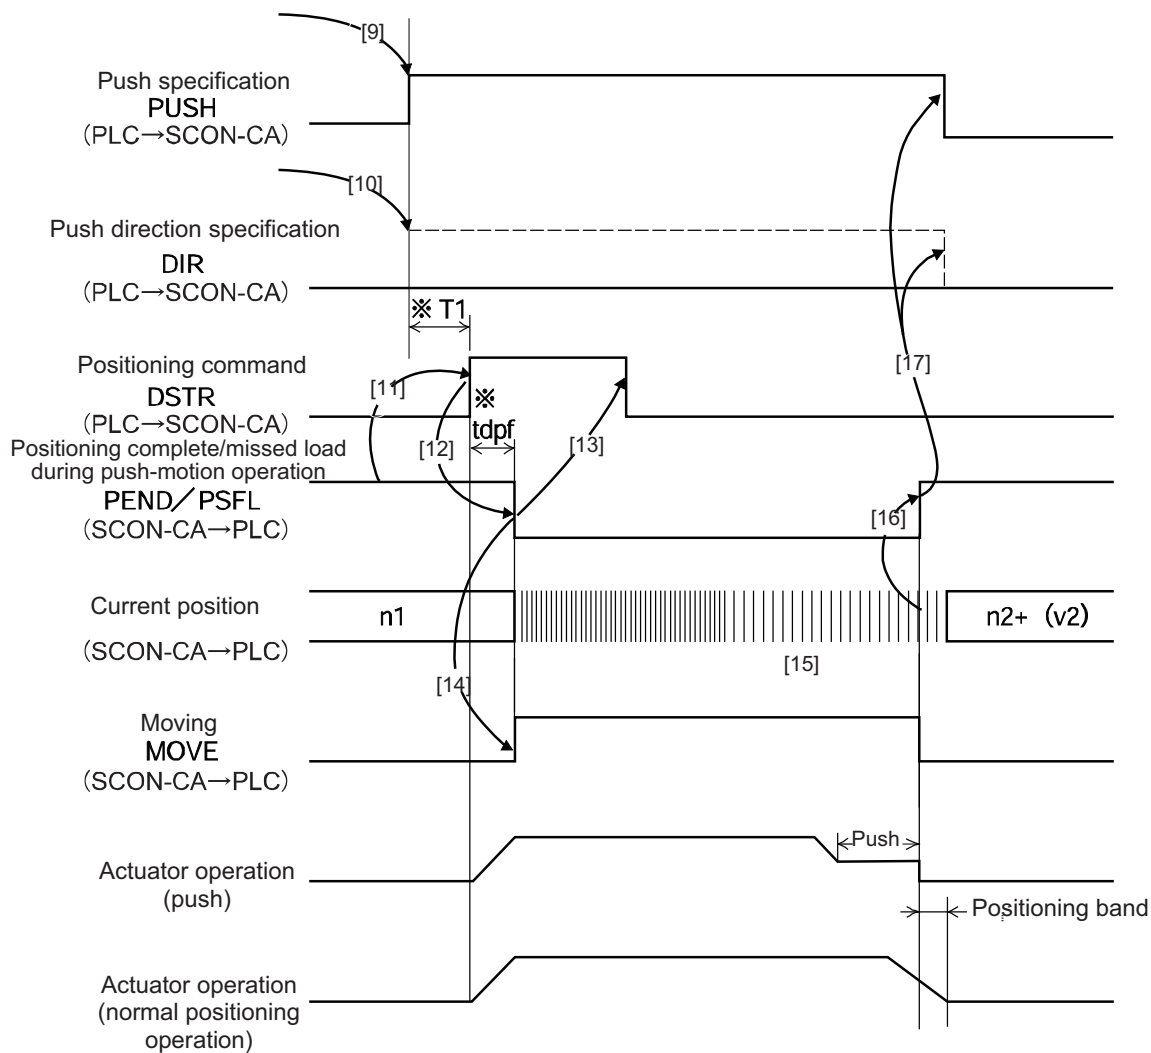 [9]
Push specification
PUSH
(PLC→SCON-CA)
[10]
Push direction specification
DIR
(PLC→SCON-CA)
※ T1
Positioning command
[17]
[11]
DSTR
※
(PLC→SCON-CA)
tdpf
Positioning complete/missed load
[12]
[13]
during push-motion operation
PEND/PSFL
[16]
(SCON-CA→PLC)
Current position
n1
n2+ (v2)
(SCON-CA→PLC)
[15]
[14]
Moving
MOVE
(SCON-CA→PLC)
Push
Actuator operation
(push)
Positioning band
Actuator operation
(normal positioning
operation)